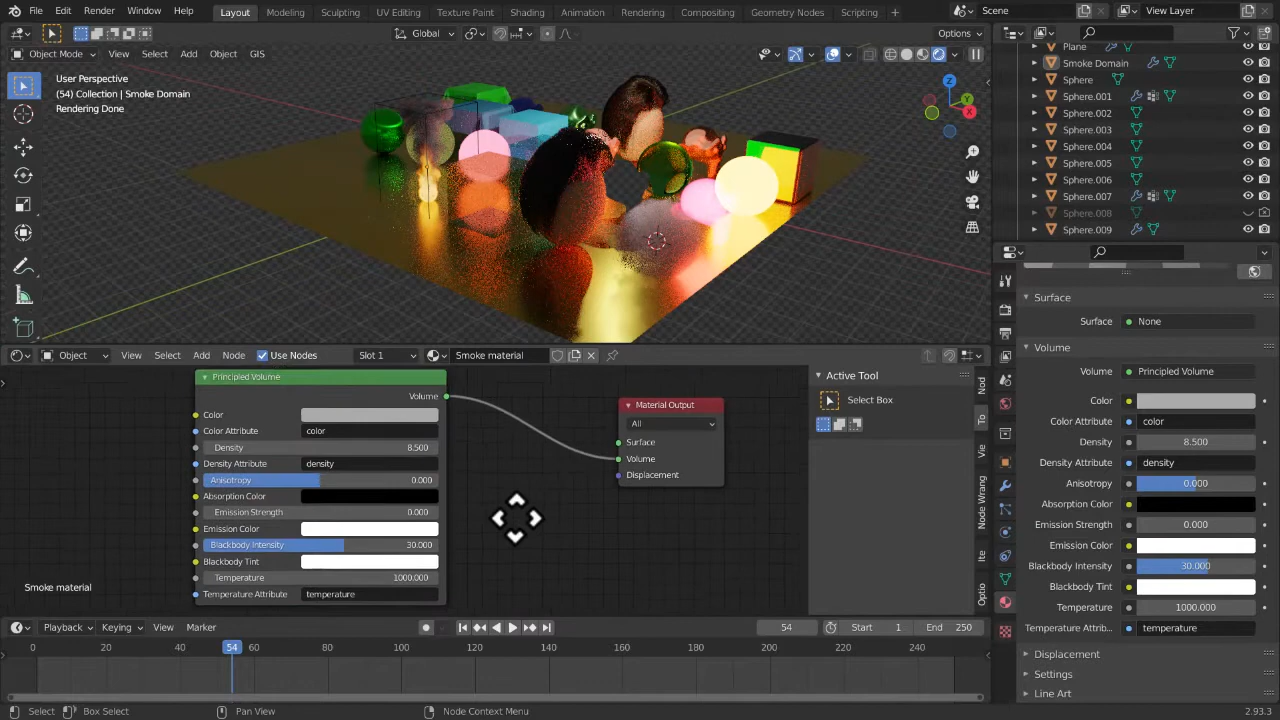 File Edit Render Window Help
Layout Modeling Sculpting UV Editing Texture Paint Shading Animation Rendering Compositing Geometry Nodes Scripting
Scene
View Layer
Global
Options
Object Mode View Select Add Object GIS
User Perspective
(54) Collection | Smoke Domain
Rendering Done
Z
Y
X
Plane
Smoke Domain
Sphere
Sphere.001
Sphere.002
Sphere.003
Sphere.004
Sphere.005
Sphere.006
Sphere.007
Sphere.008
Sphere.009
Surface
Surface None
Volume
Volume Principled Volume
Color
Color Attribute color
Density 8.500
Density Attribute density
Anisotropy 0.000
Absorption Color
Emission Strength 0.000
Emission Color
Blackbody Intensity 30.000
Blackbody Tint
Temperature 1000.000
Temperature Attrib... temperature
Displacement
Settings
Line Art
Object View Select Add Node Use Nodes Slot 1 Smoke material
Principled Volume
Volume
Color
Color Attribute color
Density 8.500
Density Attribute density
Anisotropy 0.000
Absorption Color
Emission Strength 0.000
Emission Color
Blackbody Intensity 30.000
Blackbody Tint
Temperature 1000.000
Temperature Attribute temperature
Material Output
All
Surface
Volume
Displacement
Smoke material
Active Tool
Select Box
Nod
To
Vie
Node Wrang
Ite
Optio
Playback Keying View Marker
54 Start 1 End 250
0 20 40 54 60 80 100 120 140 160 180 200 220 240
Select Box Select Pan View Node Context Menu 2.93.3